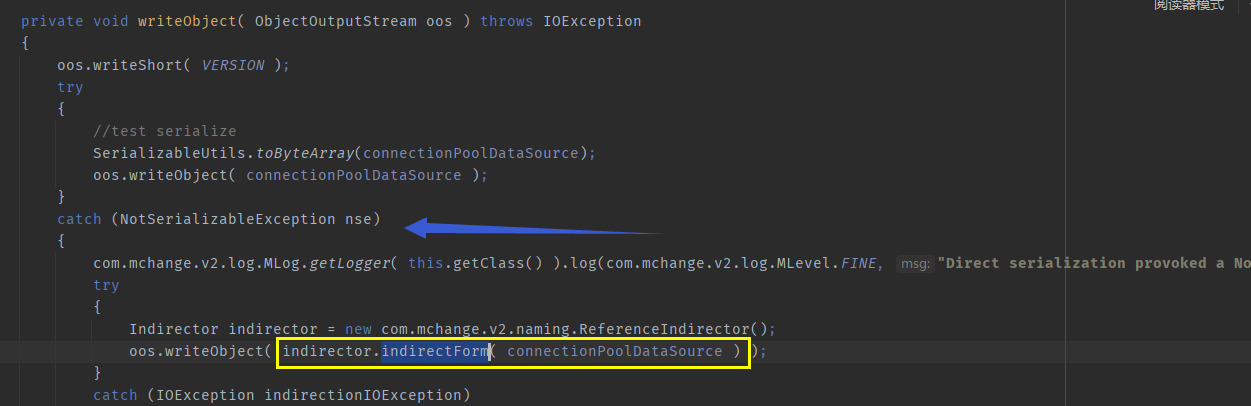 阅读器模式
private void writeObject( ObjectOutputStream oos ) throws IOException
{
oos.writeShort( VERSION );
try
{
//test serialize
SerializableUtils.toByteArray(connectionPoolDataSource);
oos.writeObject( connectionPoolDataSource );
}
catch (NotSerializableException nse)
{
com.mchange.v2.log.MLog.getLogger( this.getClass() ).log(com.mchange.v2.log.MLevel.FINE, msg: "Direct serialization provoked a No
try
{
Indirector indirector = new com.mchange.v2.naming.ReferenceIndirector();
oos.writeObject( indirector.indirectForm( connectionPoolDataSource ) );
}
catch (IOException indirectionIOException)